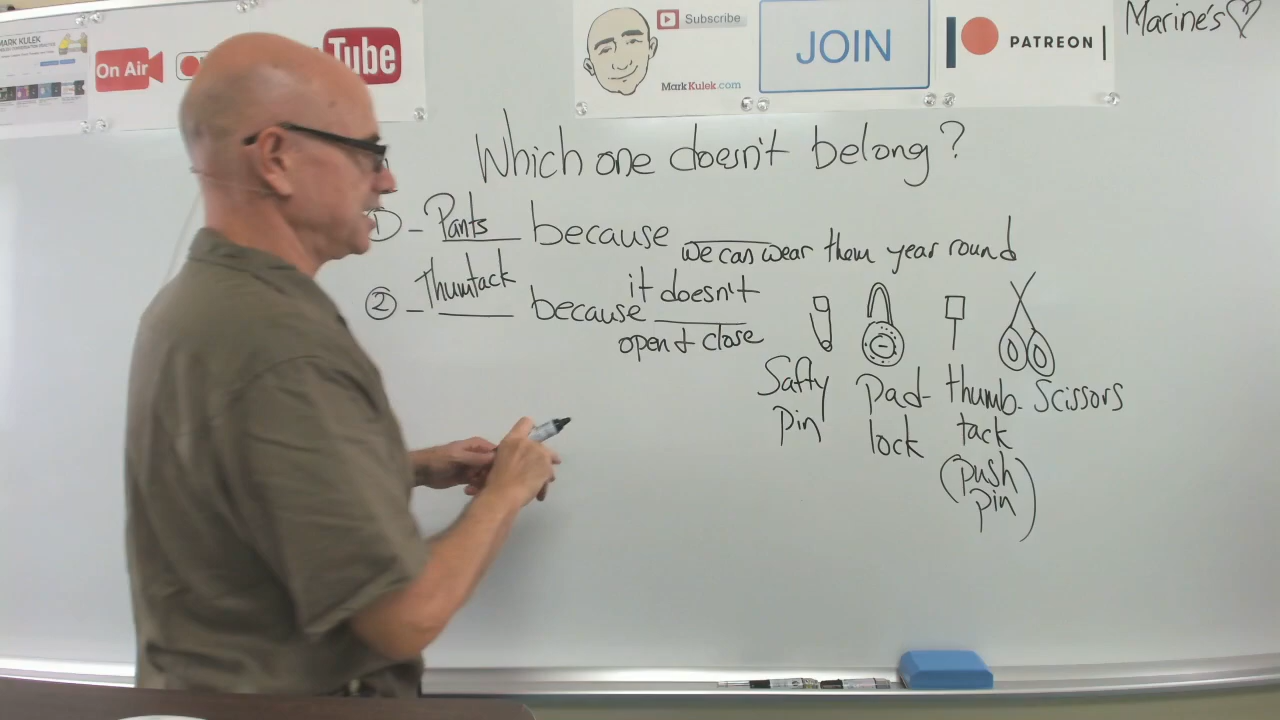 MARK KULEK
On Air
Tube
Subscribe
MarkKulek.com
JOIN
PATREON
Marine's♡
Which one doesn't belong?
① - Pants because we can wear them year round
② - Thumtack because it doesn't
open & close
Safty
pin
Pad-
lock
thumb-
tack
(push
pin)
Scissors